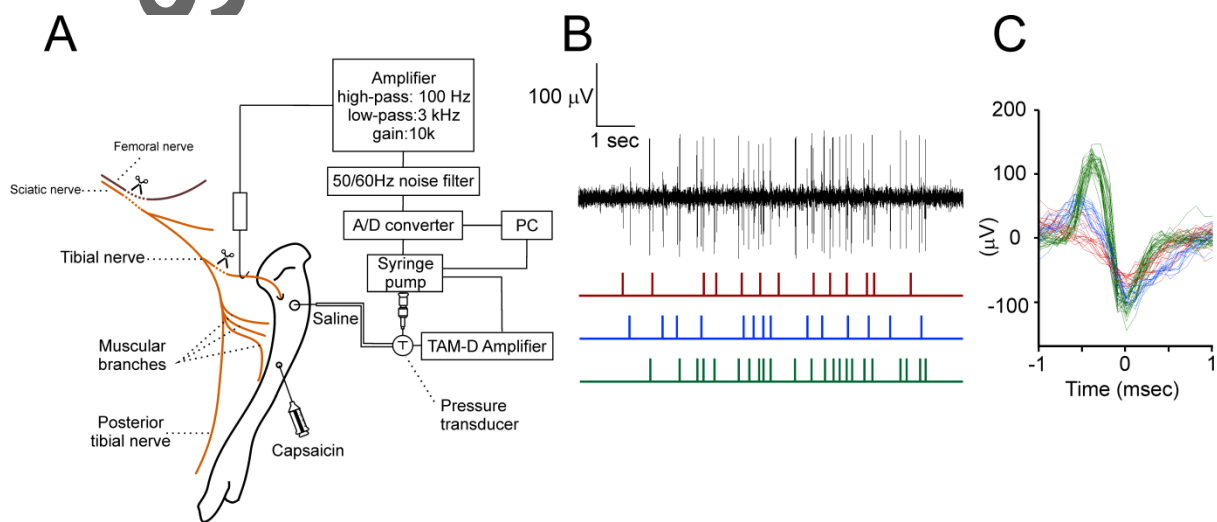 gy
A
B
C
Amplifier
high-pass: 100 Hz
low-pass:3 kHz
gain:10k
50/60Hz noise filter
A/D converter
PC
Syringe
pump
TAM-D Amplifier
Pressure
transducer
Femoral nerve
Sciatic nerve
Tibial nerve
Saline
Muscular
branches
Posterior
tibial nerve
Capsaicin
100 μV
1 sec
200
100
0
-100
(μV)
-1
0
1
Time (msec)